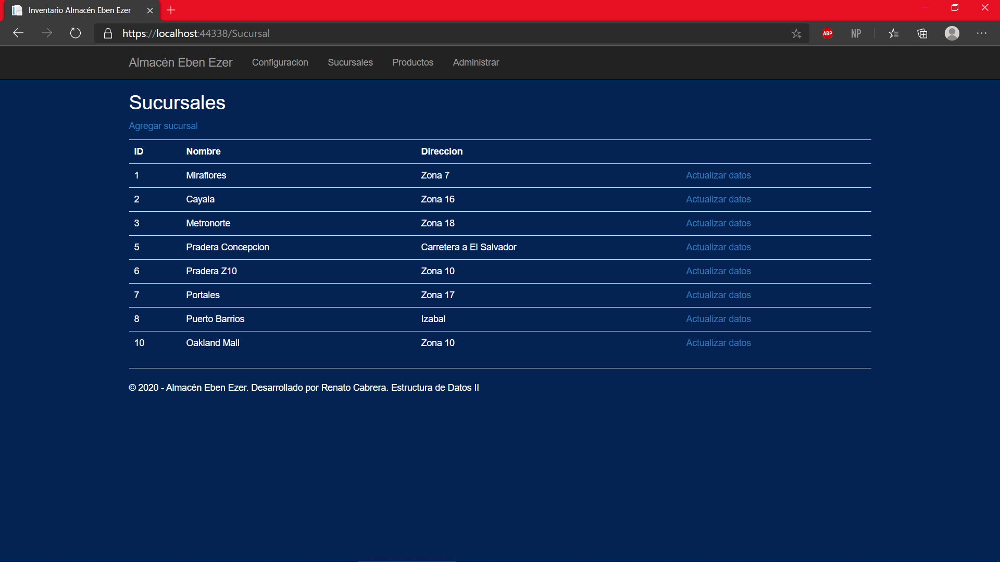 Inventario Almacén Eben Ezer
https://localhost:44338/Sucursal
ABP
NP
Almacén Eben Ezer Configuracion Sucursales Productos Administrar
Sucursales
Agregar sucursal
ID Nombre Direccion
1 Miraflores Zona 7 Actualizar datos
2 Cayala Zona 16 Actualizar datos
3 Metronorte Zona 18 Actualizar datos
5 Pradera Concepcion Carretera a El Salvador Actualizar datos
6 Pradera Z10 Zona 10 Actualizar datos
7 Portales Zona 17 Actualizar datos
8 Puerto Barrios Izabal Actualizar datos
10 Oakland Mall Zona 10 Actualizar datos
© 2020 - Almacén Eben Ezer. Desarrollado por Renato Cabrera. Estructura de Datos II